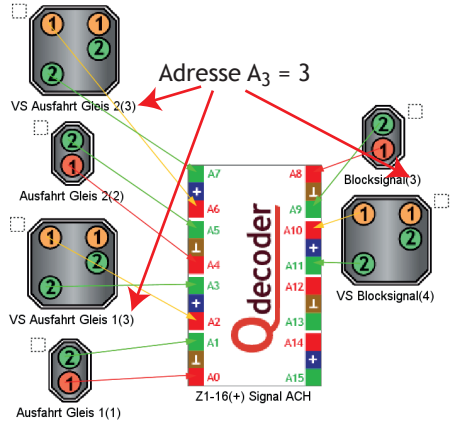 1 1
2
2
VS Ausfahrt Gleis 2(3)
Adresse A3 = 3
2
1
Ausfahrt Gleis 2(2)
1 1
2
2
VS Ausfahrt Gleis 1(3)
2
1
Ausfahrt Gleis 1(1)
A7
+
A6
A5
⊥
A4
A3
+
A2
A1
⊥
A0
Qdecoder
A8
⊥
A9
A10
+
A11
A12
⊥
A13
A14
+
A15
Z1-16(+) Signal ACH
2
1
Blocksignal(3)
1 1
2
2
VS Blocksignal(4)